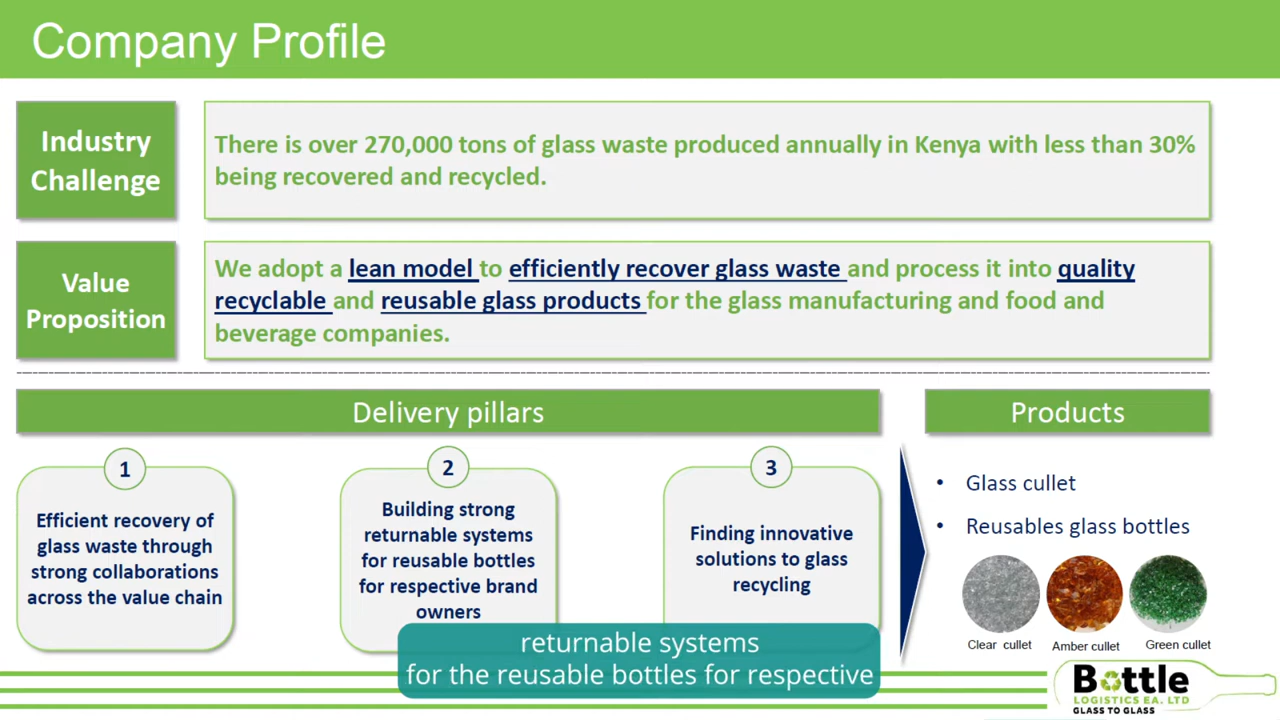 Company Profile
Industry
Challenge
There is over 270,000 tons of glass waste produced annually in Kenya with less than 30%
being recovered and recycled.
Value
Proposition
We adopt a lean model to efficiently recover glass waste and process it into quality
recyclable and reusable glass products for the glass manufacturing and food and
beverage companies.
Delivery pillars
1
Efficient recovery of
glass waste through
strong collaborations
across the value chain
2
Building strong
returnable systems
for reusable bottles
for respective brand
owners
3
Finding innovative
solutions to glass
recycling
Products
• Glass cullet
• Reusables glass bottles
Clear cullet
Amber cullet
Green cullet
returnable systems
for the reusable bottles for respective
Bottle
LOGISTICS EA. LTD
GLASS TO GLASS